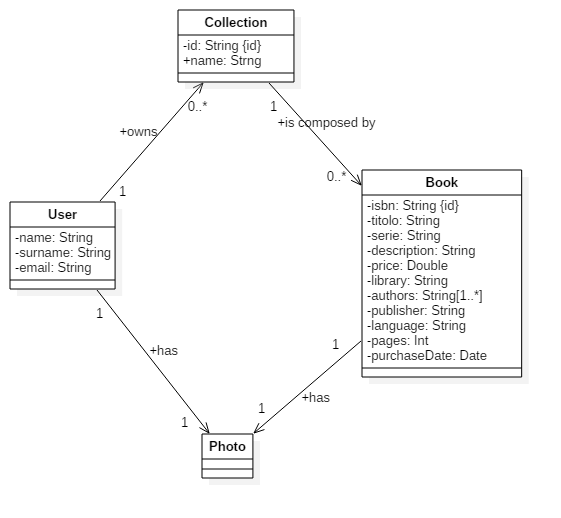 Collection
-id: String {id}
+name: Strng
0..*
1
+is composed by
+owns
0..*
1
Book
-isbn: String {id}
-titolo: String
-serie: String
-description: String
-price: Double
-library: String
-authors: String[1..*]
-publisher: String
-language: String
-pages: Int
-purchaseDate: Date
User
-name: String
-surname: String
-email: String
1
+has
1
1
+has
1
Photo